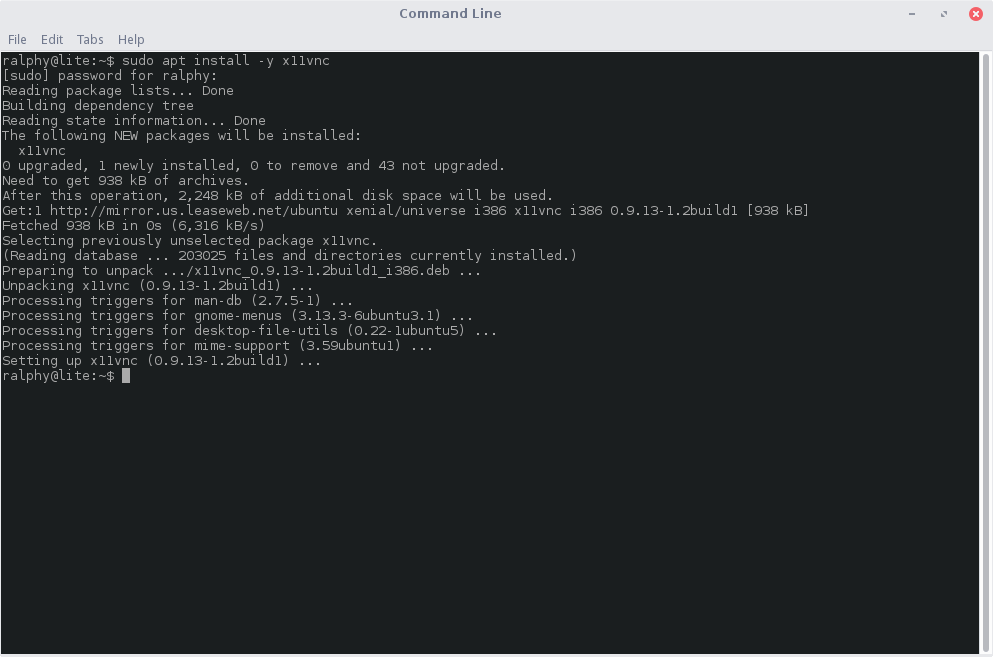 Command Line
File Edit Tabs Help
ralphy@lite:~$ sudo apt install -y x11vnc
[sudo] password for ralphy:
Reading package lists... Done
Building dependency tree
Reading state information... Done
The following NEW packages will be installed:
  x11vnc
0 upgraded, 1 newly installed, 0 to remove and 43 not upgraded.
Need to get 938 kB of archives.
After this operation, 2,248 kB of additional disk space will be used.
Get:1 http://mirror.us.leaseweb.net/ubuntu xenial/universe i386 x11vnc i386 0.9.13-1.2build1 [938 kB]
Fetched 938 kB in 0s (6,316 kB/s)
Selecting previously unselected package x11vnc.
(Reading database ... 203025 files and directories currently installed.)
Preparing to unpack .../x11vnc_0.9.13-1.2build1_i386.deb ...
Unpacking x11vnc (0.9.13-1.2build1) ...
Processing triggers for man-db (2.7.5-1) ...
Processing triggers for gnome-menus (3.13.3-6ubuntu3.1) ...
Processing triggers for desktop-file-utils (0.22-1ubuntu5) ...
Processing triggers for mime-support (3.59ubuntu1) ...
Setting up x11vnc (0.9.13-1.2build1) ...
ralphy@lite:~$